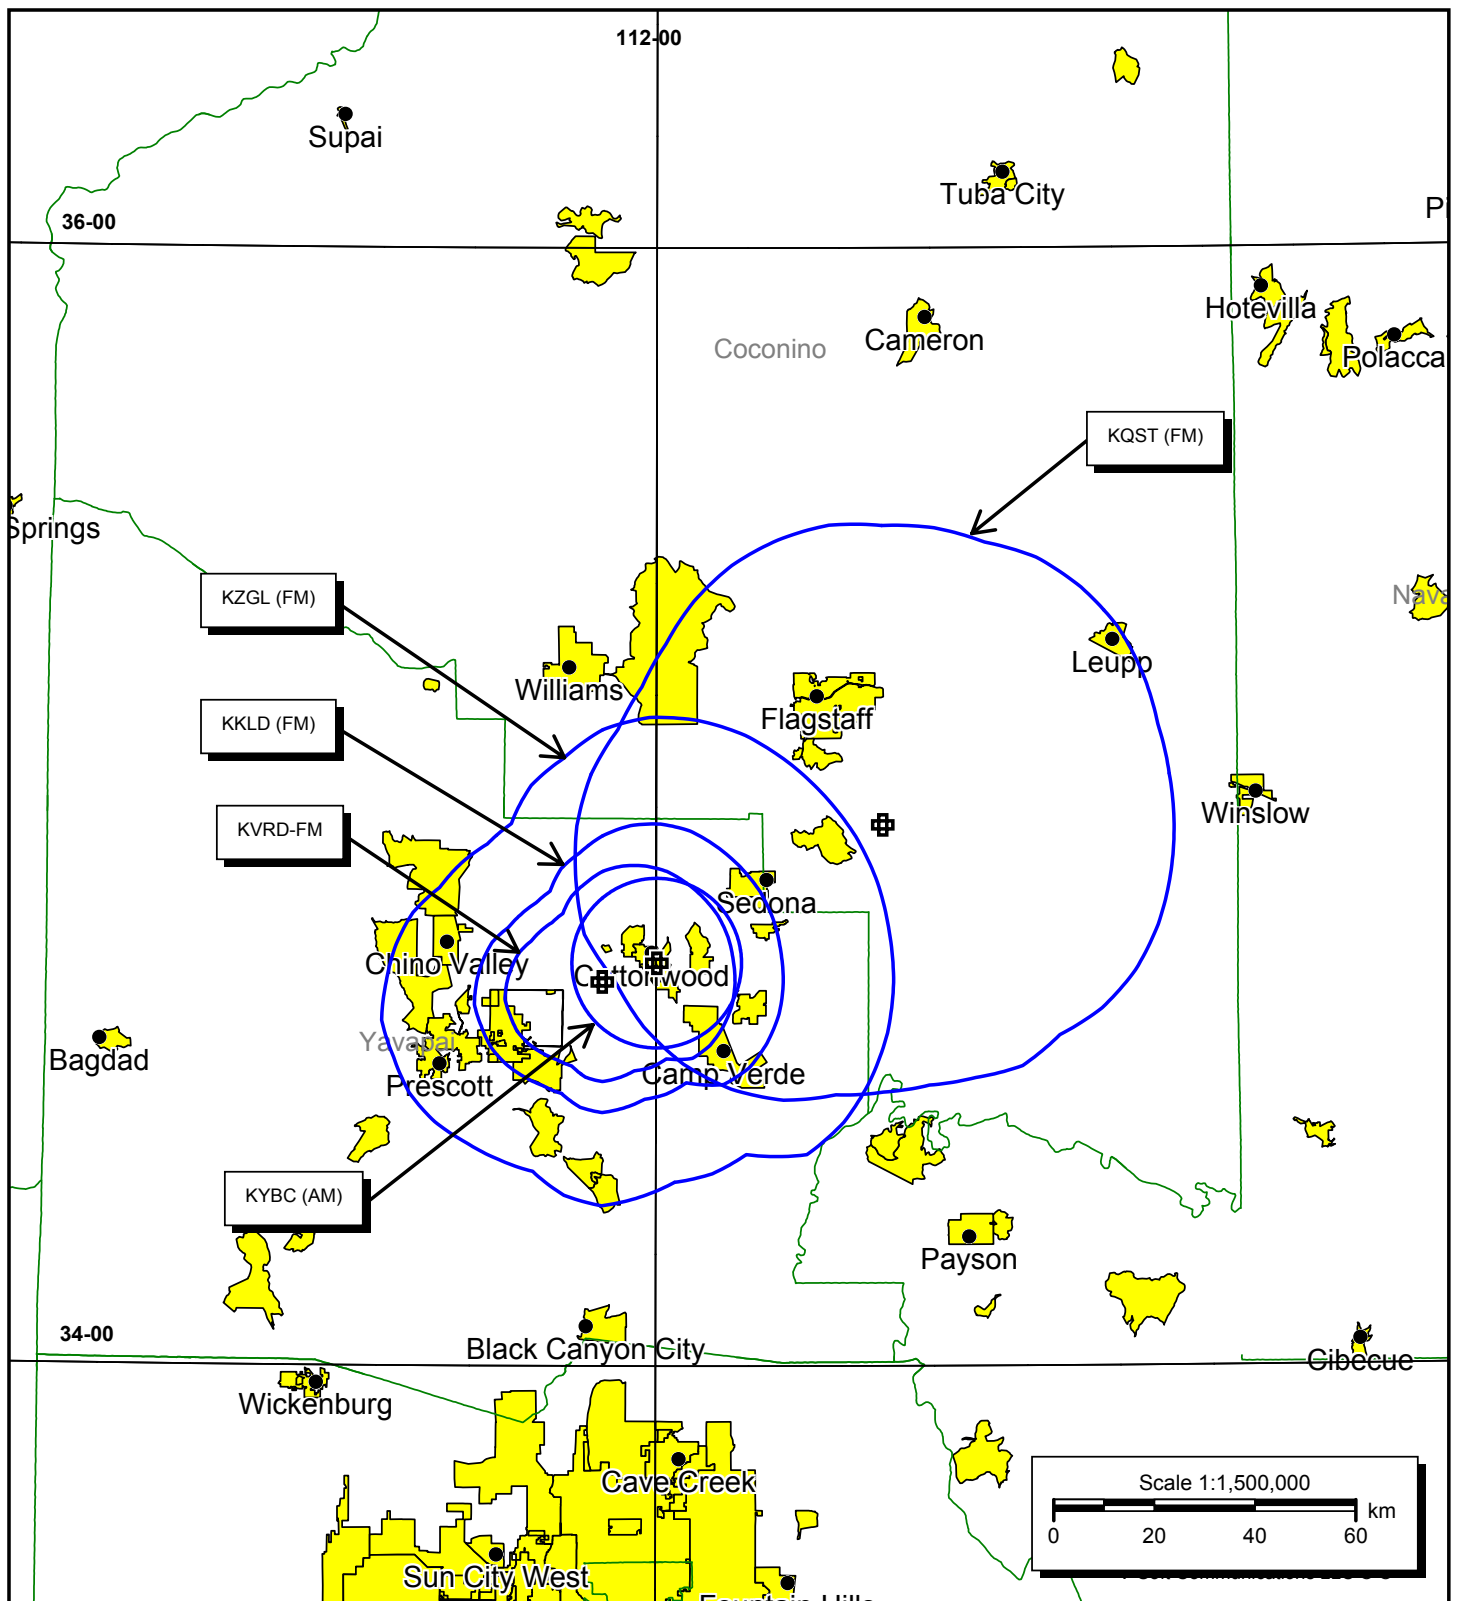 112-00
Supai
Tuba City
36-00
Hotevilla
Cameron
Coconino
Polacca
KQST (FM)
Springs
KZGL (FM)
Leupp
Williams
Flagstaff
KKLD (FM)
Winslow
KVRD-FM
Sedona
Chino Valley
Cottonwood
Yavapai
Bagdad
Prescott
Camp Verde
KYBC (AM)
Payson
34-00
Black Canyon City
Cibecue
Wickenburg
Cave Creek
Scale 1:1,500,000
km
0 20 40 60
Sun City West